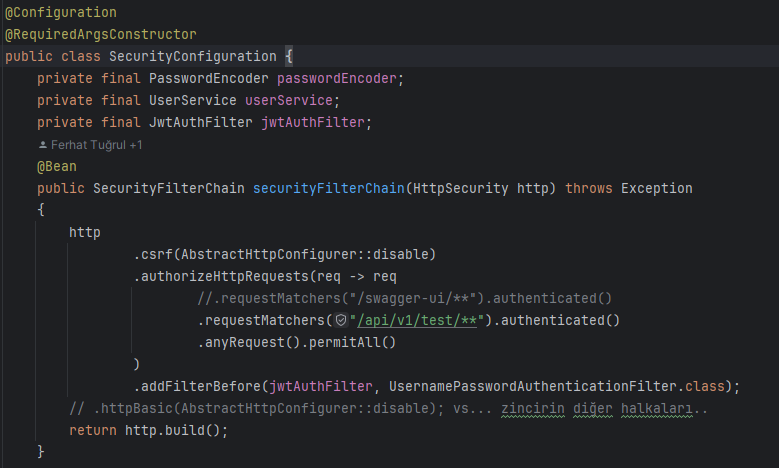 @Configuration
@RequiredArgsConstructor
public class SecurityConfiguration {
    private final PasswordEncoder passwordEncoder;
    private final UserService userService;
    private final JwtAuthFilter jwtAuthFilter;
    Ferhat Tuğrul +1
    @Bean
    public SecurityFilterChain securityFilterChain(HttpSecurity http) throws Exception
    {
        http
                .csrf(AbstractHttpConfigurer::disable)
                .authorizeHttpRequests(req -> req
                        //.requestMatchers("/swagger-ui/**").authenticated()
                        .requestMatchers("/api/v1/test/**").authenticated()
                        .anyRequest().permitAll()
                )
                .addFilterBefore(jwtAuthFilter, UsernamePasswordAuthenticationFilter.class);
        // .httpBasic(AbstractHttpConfigurer::disable); vs... zincirin diğer halkaları..
        return http.build();
    }